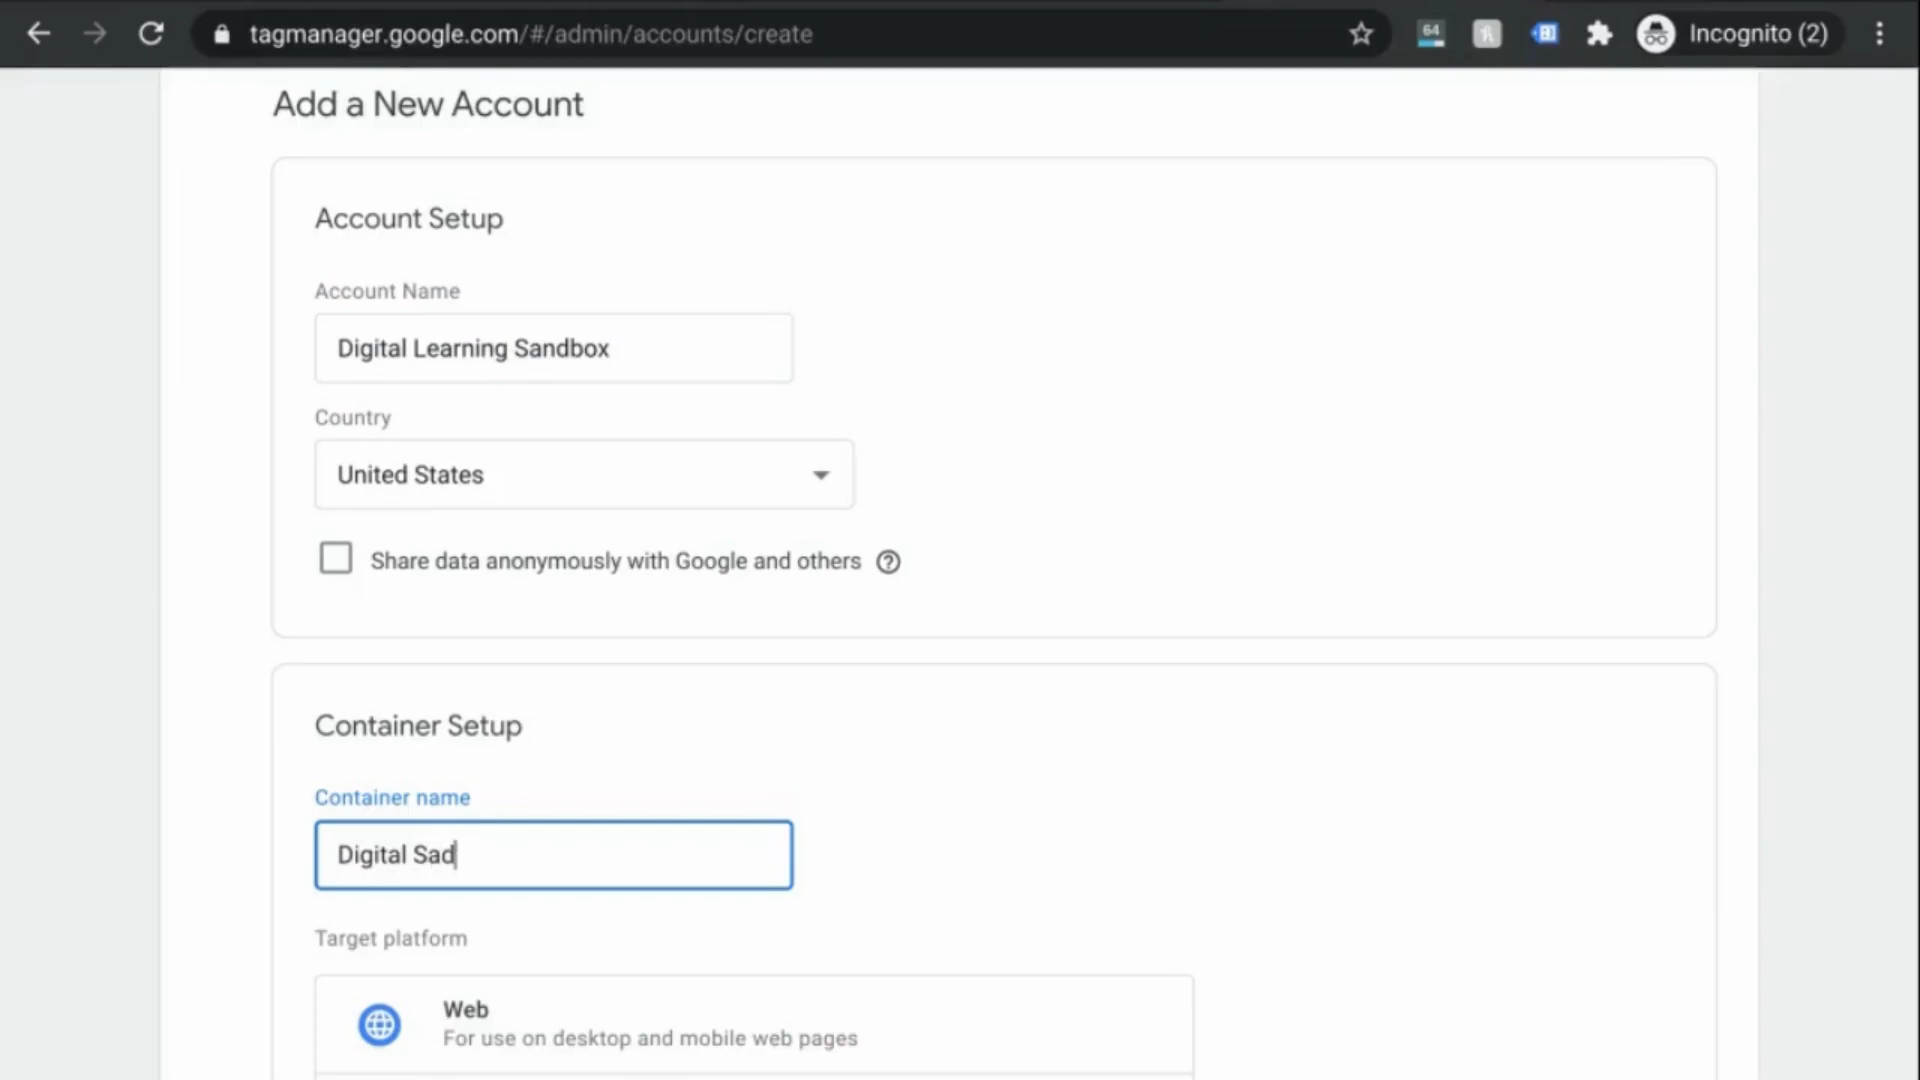 tagmanager.google.com/#/admin/accounts/create
64
Incognito (2)
Add a New Account
Account Setup
Account Name
Digital Learning Sandbox
Country
United States
Share data anonymously with Google and others
Container Setup
Container name
Digital Sad
Target platform
Web
For use on desktop and mobile web pages